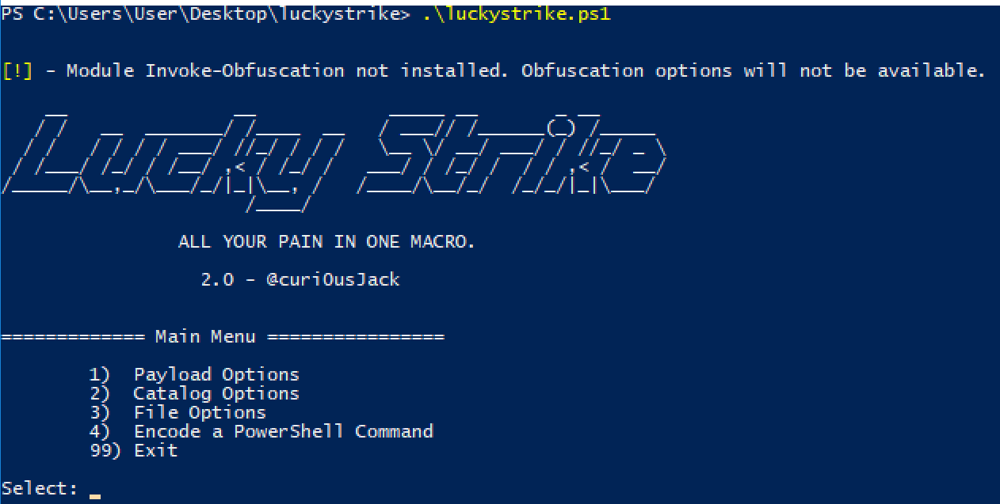 PS C:\Users\User\Desktop\luckystrike> .\luckystrike.ps1
[!] - Module Invoke-Obfuscation not installed. Obfuscation options will not be available.
Lucky Strike
ALL YOUR PAIN IN ONE MACRO.
2.0 - @curi0usJack
============= Main Menu ================
1) Payload Options
2) Catalog Options
3) File Options
4) Encode a PowerShell Command
99) Exit
Select: _